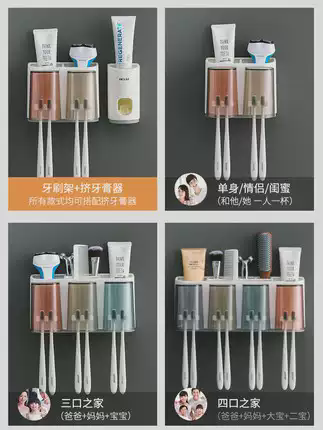 REGENERATE
牙刷架+挤牙膏器
所有款式均可搭配挤牙膏器
单身/情侣/闺蜜
(和他/她 一人一杯)
三口之家
(爸爸+妈妈+宝宝)
四口之家
(爸爸+妈妈+大宝+二宝)